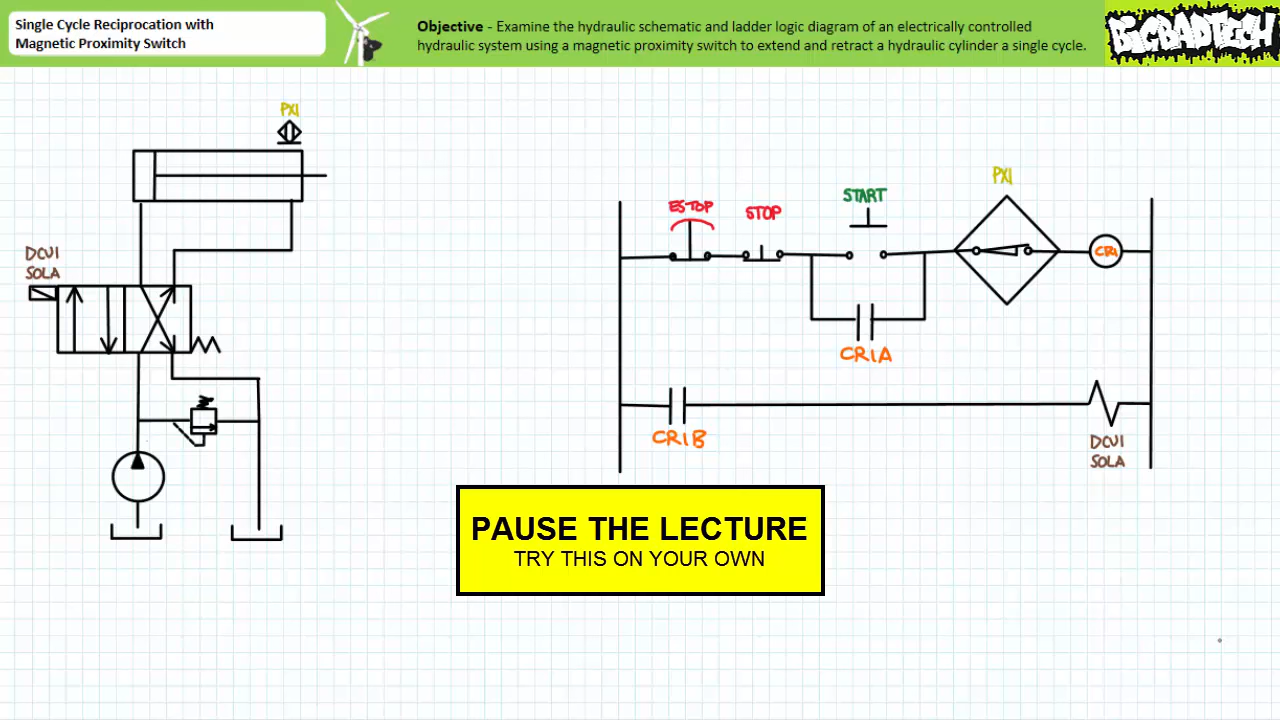 Single Cycle Reciprocation with
Magnetic Proximity Switch
Objective - Examine the hydraulic schematic and ladder logic diagram of an electrically controlled
hydraulic system using a magnetic proximity switch to extend and retract a hydraulic cylinder a single cycle.
BIGBADTECH
PX1
DCV1
SOLA
ESTOP
STOP
START
PX1
CR1
CR1A
CR1B
DCV1
SOLA
PAUSE THE LECTURE
TRY THIS ON YOUR OWN